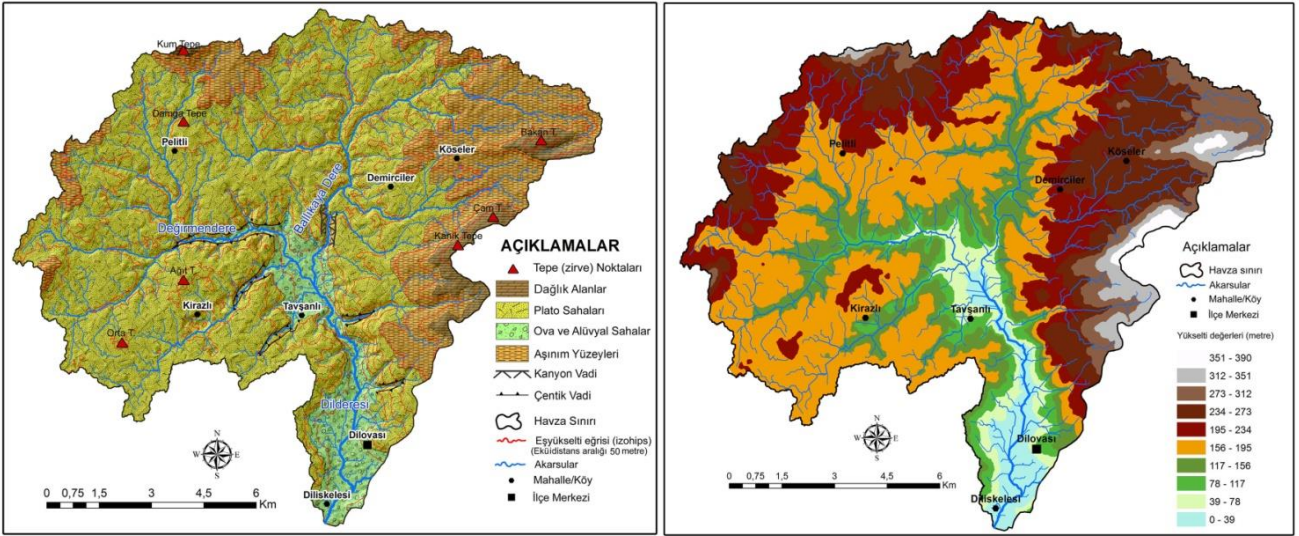 Kum Tepe
Damga Tepe
Pelitli
Bakan T.
Köseler
Demirciler
Ballıkaya Dere
Çam T.
Değirmendere
Kanık Tepe
Ağıt T.
Kirazlı
Tavşanlı
Orta T.
Dilderesi
Dilovası
Diliskelesi
N
W
E
S
0 0,75 1,5 3 4,5 6
Km
AÇIKLAMALAR
Tepe (zirve) Noktaları
Dağlık Alanlar
Plato Sahaları
Ova ve Alüvyal Sahalar
Aşınım Yüzeyleri
Kanyon Vadi
Çentik Vadi
Havza Sınırı
Eşyükselti eğrisi (izohips)
(Eküidistans aralığı 50 metre)
Akarsular
Mahalle/Köy
İlçe Merkezi
Pelitli
Köseler
Demirciler
Kirazlı
Tavşanlı
Dilovası
Diliskelesi
N
W
E
S
0 0,75 1,5 3 4,5 6
Km
Açıklamalar
Havza sınırı
Akarsular
Mahalle/Köy
İlçe Merkezi
Yükselti değerleri (metre)
351 - 390
312 - 351
273 - 312
234 - 273
195 - 234
156 - 195
117 - 156
78 - 117
39 - 78
0 - 39